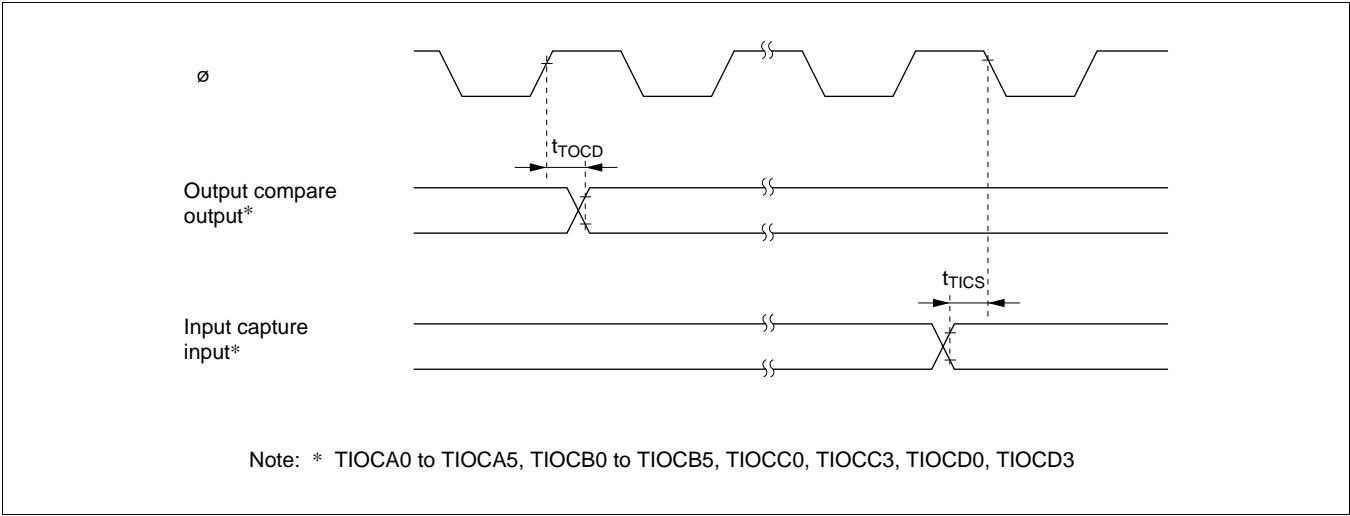 ø
tTOCD
Output compare
output*
tTICS
Input capture
input*
Note: * TIOCA0 to TIOCA5, TIOCB0 to TIOCB5, TIOCC0, TIOCC3, TIOCD0, TIOCD3